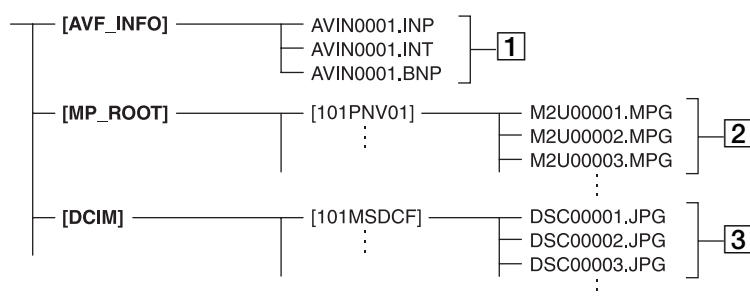 [AVF_INFO] AVIN0001.INP
AVIN0001.INT 1
AVIN0001.BNP
[MP_ROOT] [101PNV01] M2U00001.MPG
M2U00002.MPG 2
M2U00003.MPG
[DCIM] [101MSDCF] DSC00001.JPG
DSC00002.JPG 3
DSC00003.JPG